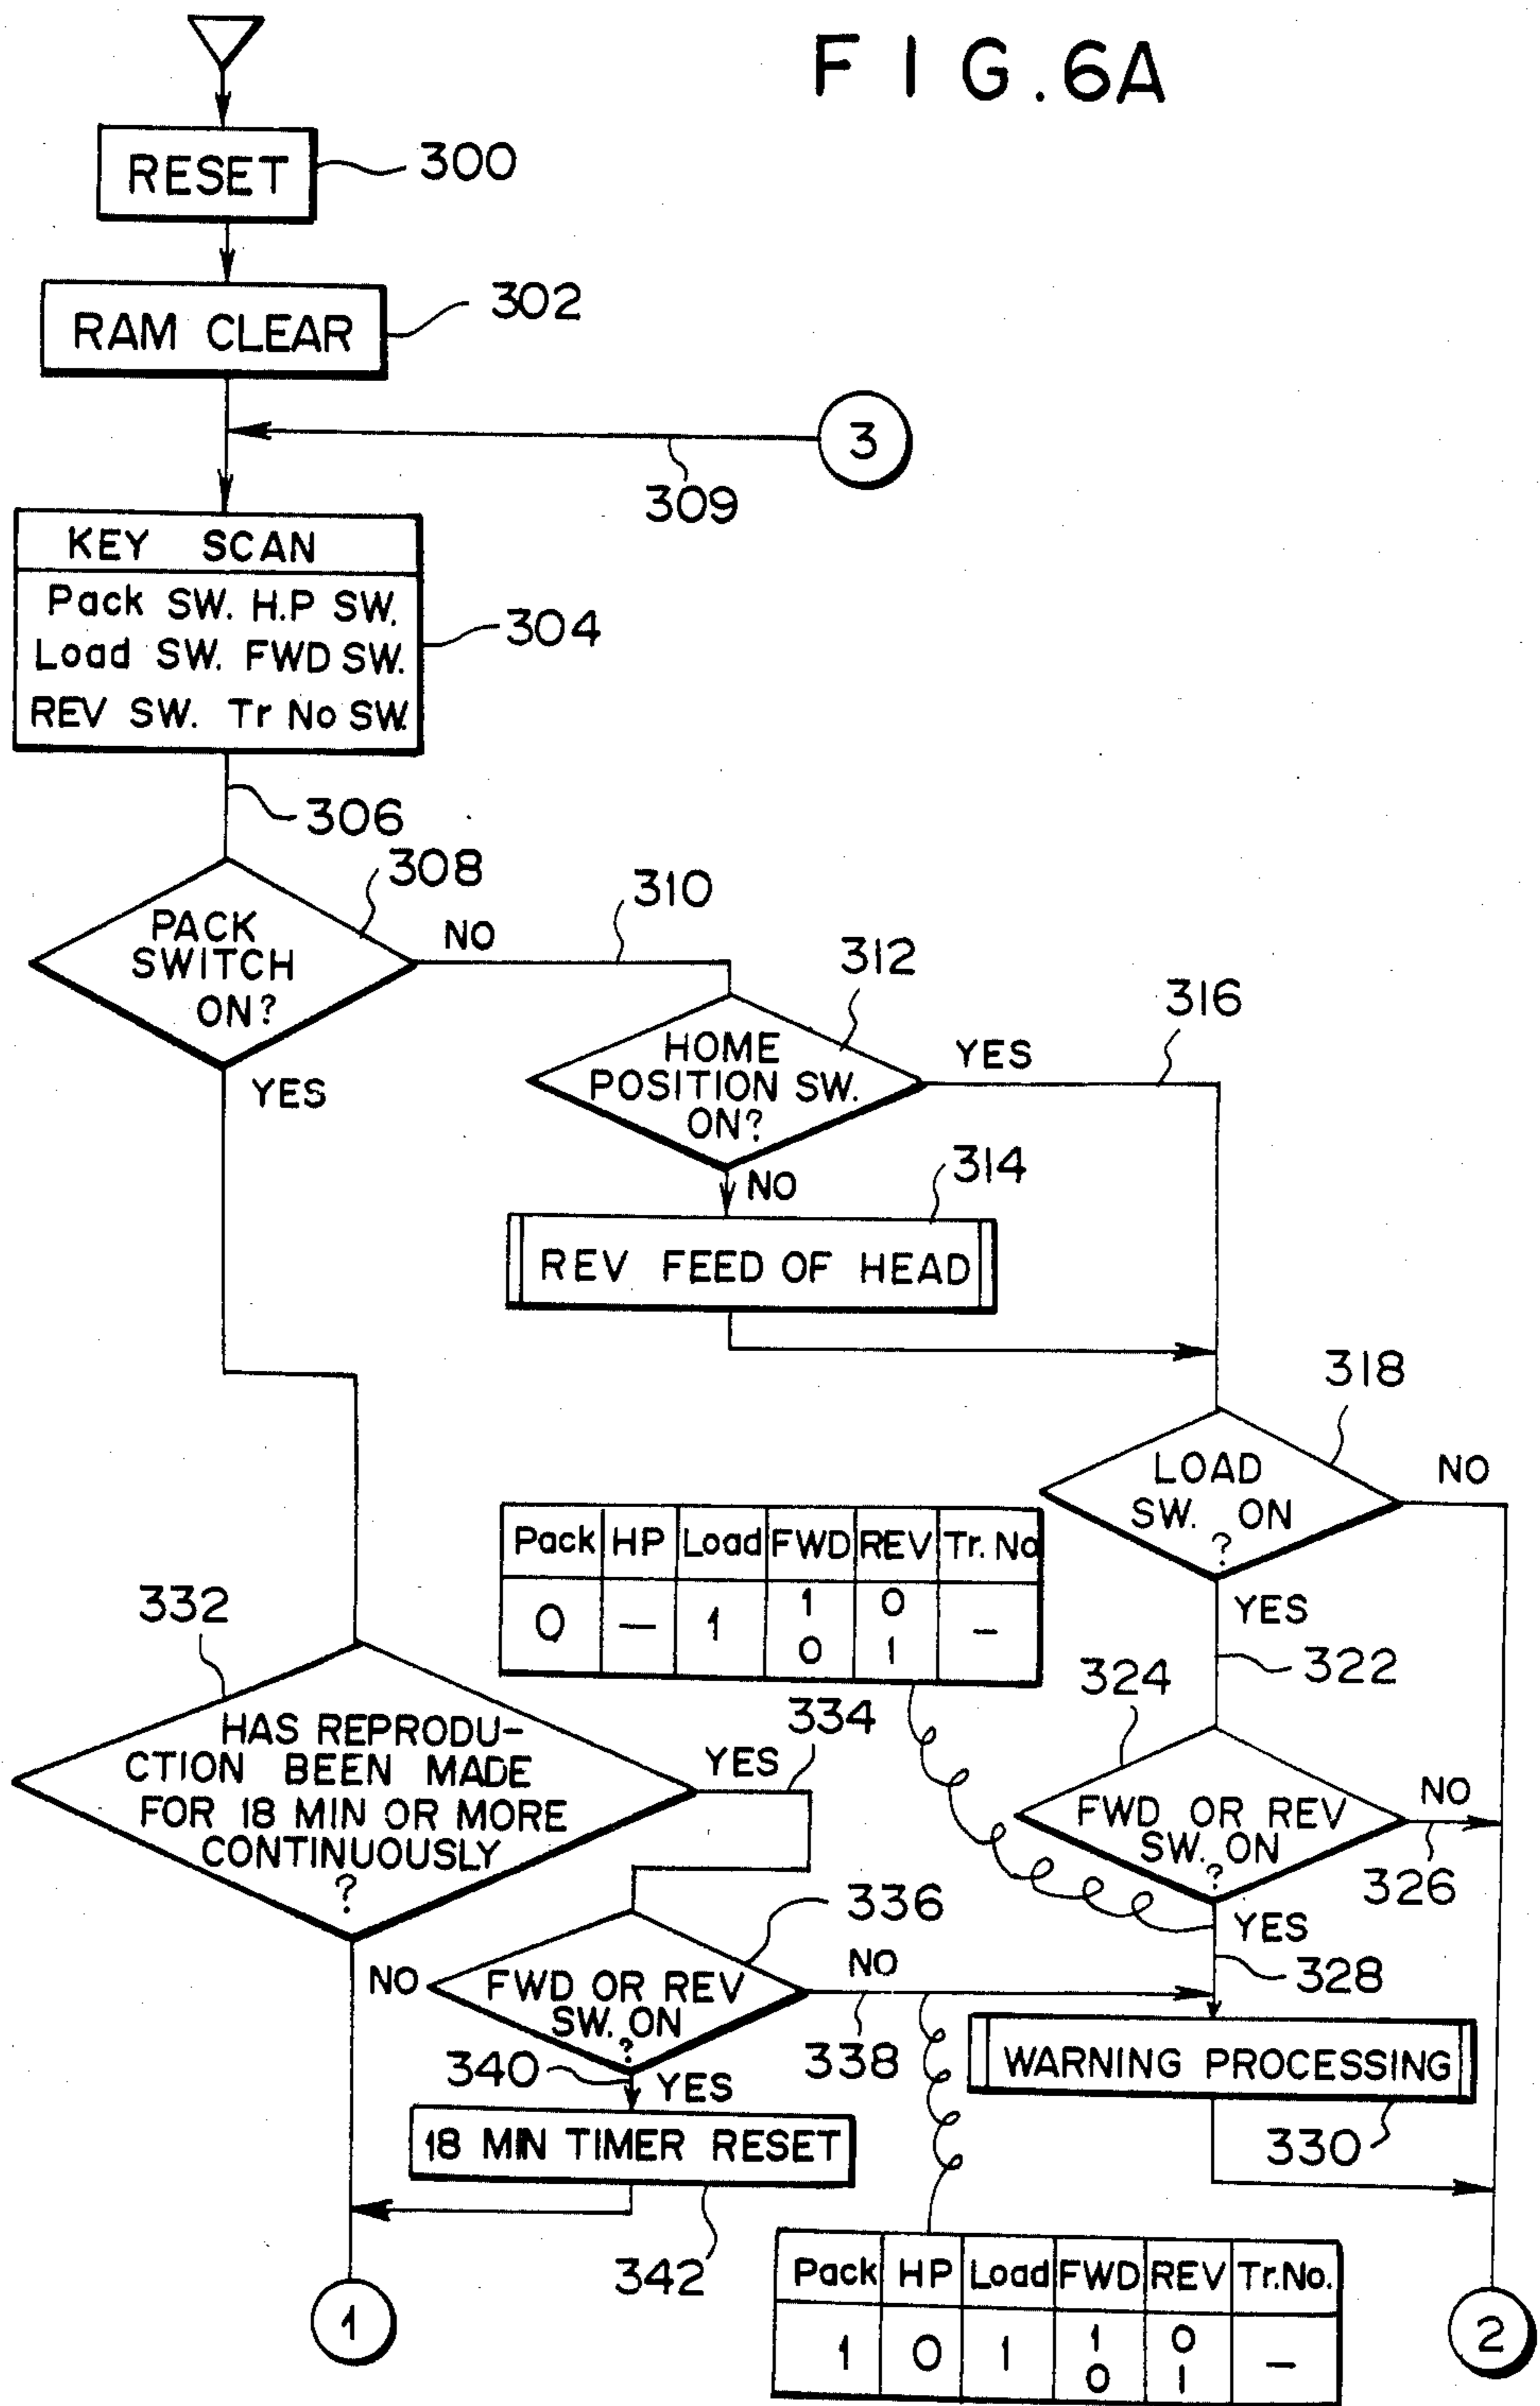 FIG.6A
RESET
300
RAM CLEAR
302
3
309
KEY SCAN
Pack SW. H.P SW.
Load SW. FWD SW.
REV SW. Tr No SW.
304
306
308
PACK
SWITCH
ON?
NO
310
YES
312
HOME
POSITION SW.
ON?
YES
316
NO
314
REV FEED OF HEAD
318
LOAD
SW. ON
?
NO
YES
322
Pack HP Load FWD REV Tr. No
0 — 1 1 0 –
0 1
332
HAS REPRODU-
CTION BEEN MADE
FOR 18 MIN OR MORE
CONTINUOUSLY
?
YES
334
324
FWD OR REV
SW. ON
?
NO
326
YES
328
NO
336
FWD OR REV
SW. ON
?
NO
338
340
YES
WARNING PROCESSING
330
18 MIN TIMER RESET
342
Pack HP Load FWD REV Tr.No.
1 0 1 1 0 –
0 1
1
2